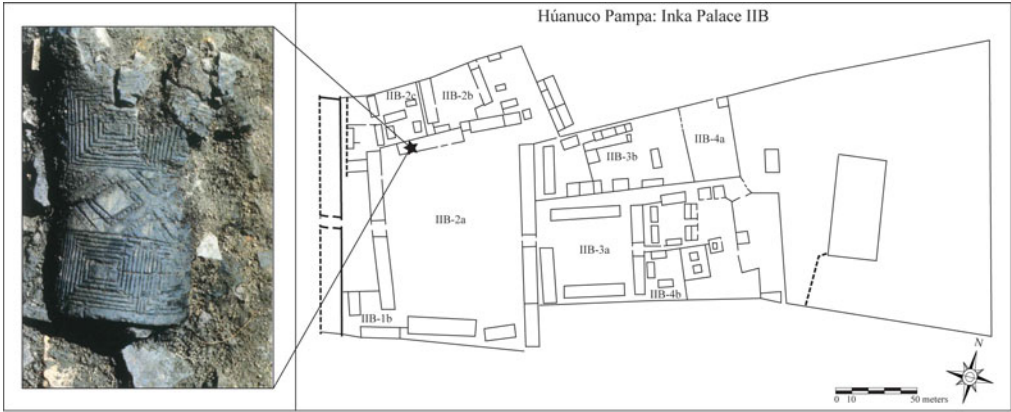 Húanuco Pampa: Inka Palace IIB
IIB-2c
IIB-2b
IIB-4a
IIB-3b
IIB-2a
IIB-3a
IIB-4b
IIB-1b
N
0 10 50 meters